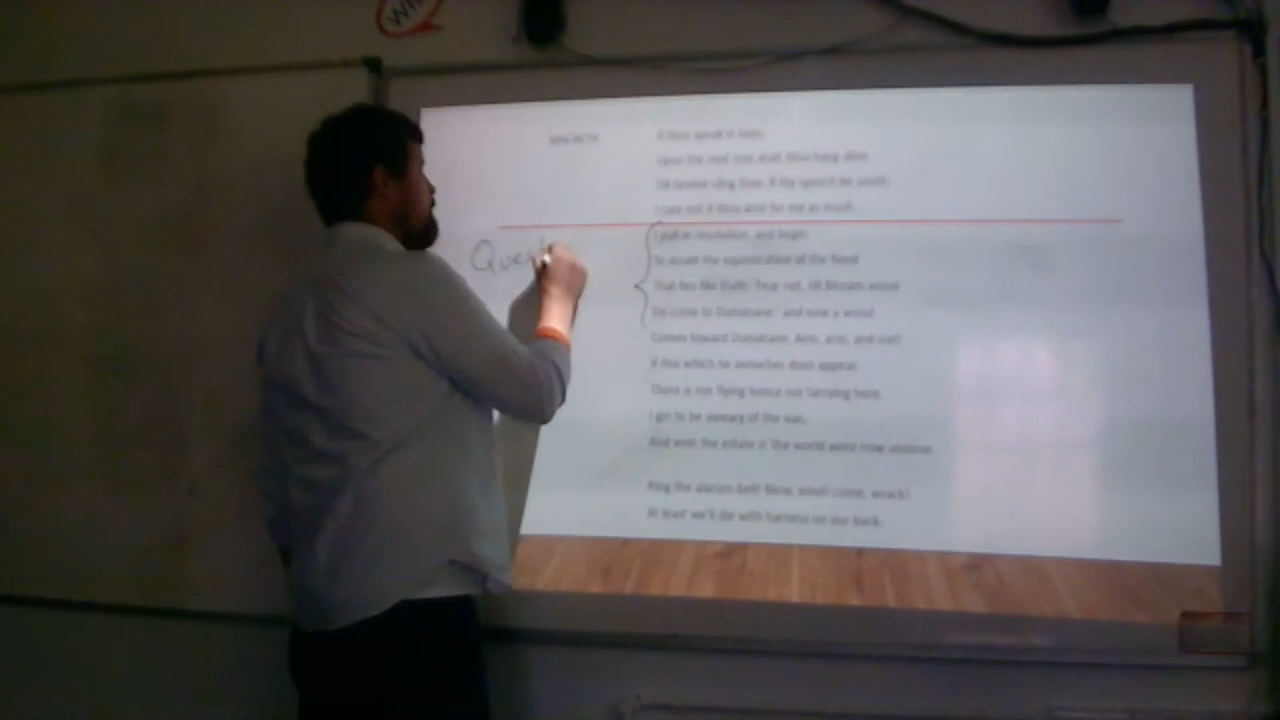 Wh
MACBETH
If thou speak'st false,
Upon the next tree shall thou hang alive,
Till famine cling thee: if thy speech be sooth,
I care not if thou dost for me as much.
Quest
I pull in resolution, and begin
To doubt the equivocation of the fiend
That lies like truth: 'Fear not, till Birnam wood
Do come to Dunsinane:' and now a wood
Comes toward Dunsinane. Arm, arm, and out!
If this which he avouches does appear,
There is nor flying hence nor tarrying here.
I gin to be aweary of the sun,
And wish the estate o' the world were now undone.
Ring the alarum-bell! Blow, wind! come, wrack!
At least we'll die with harness on our back.